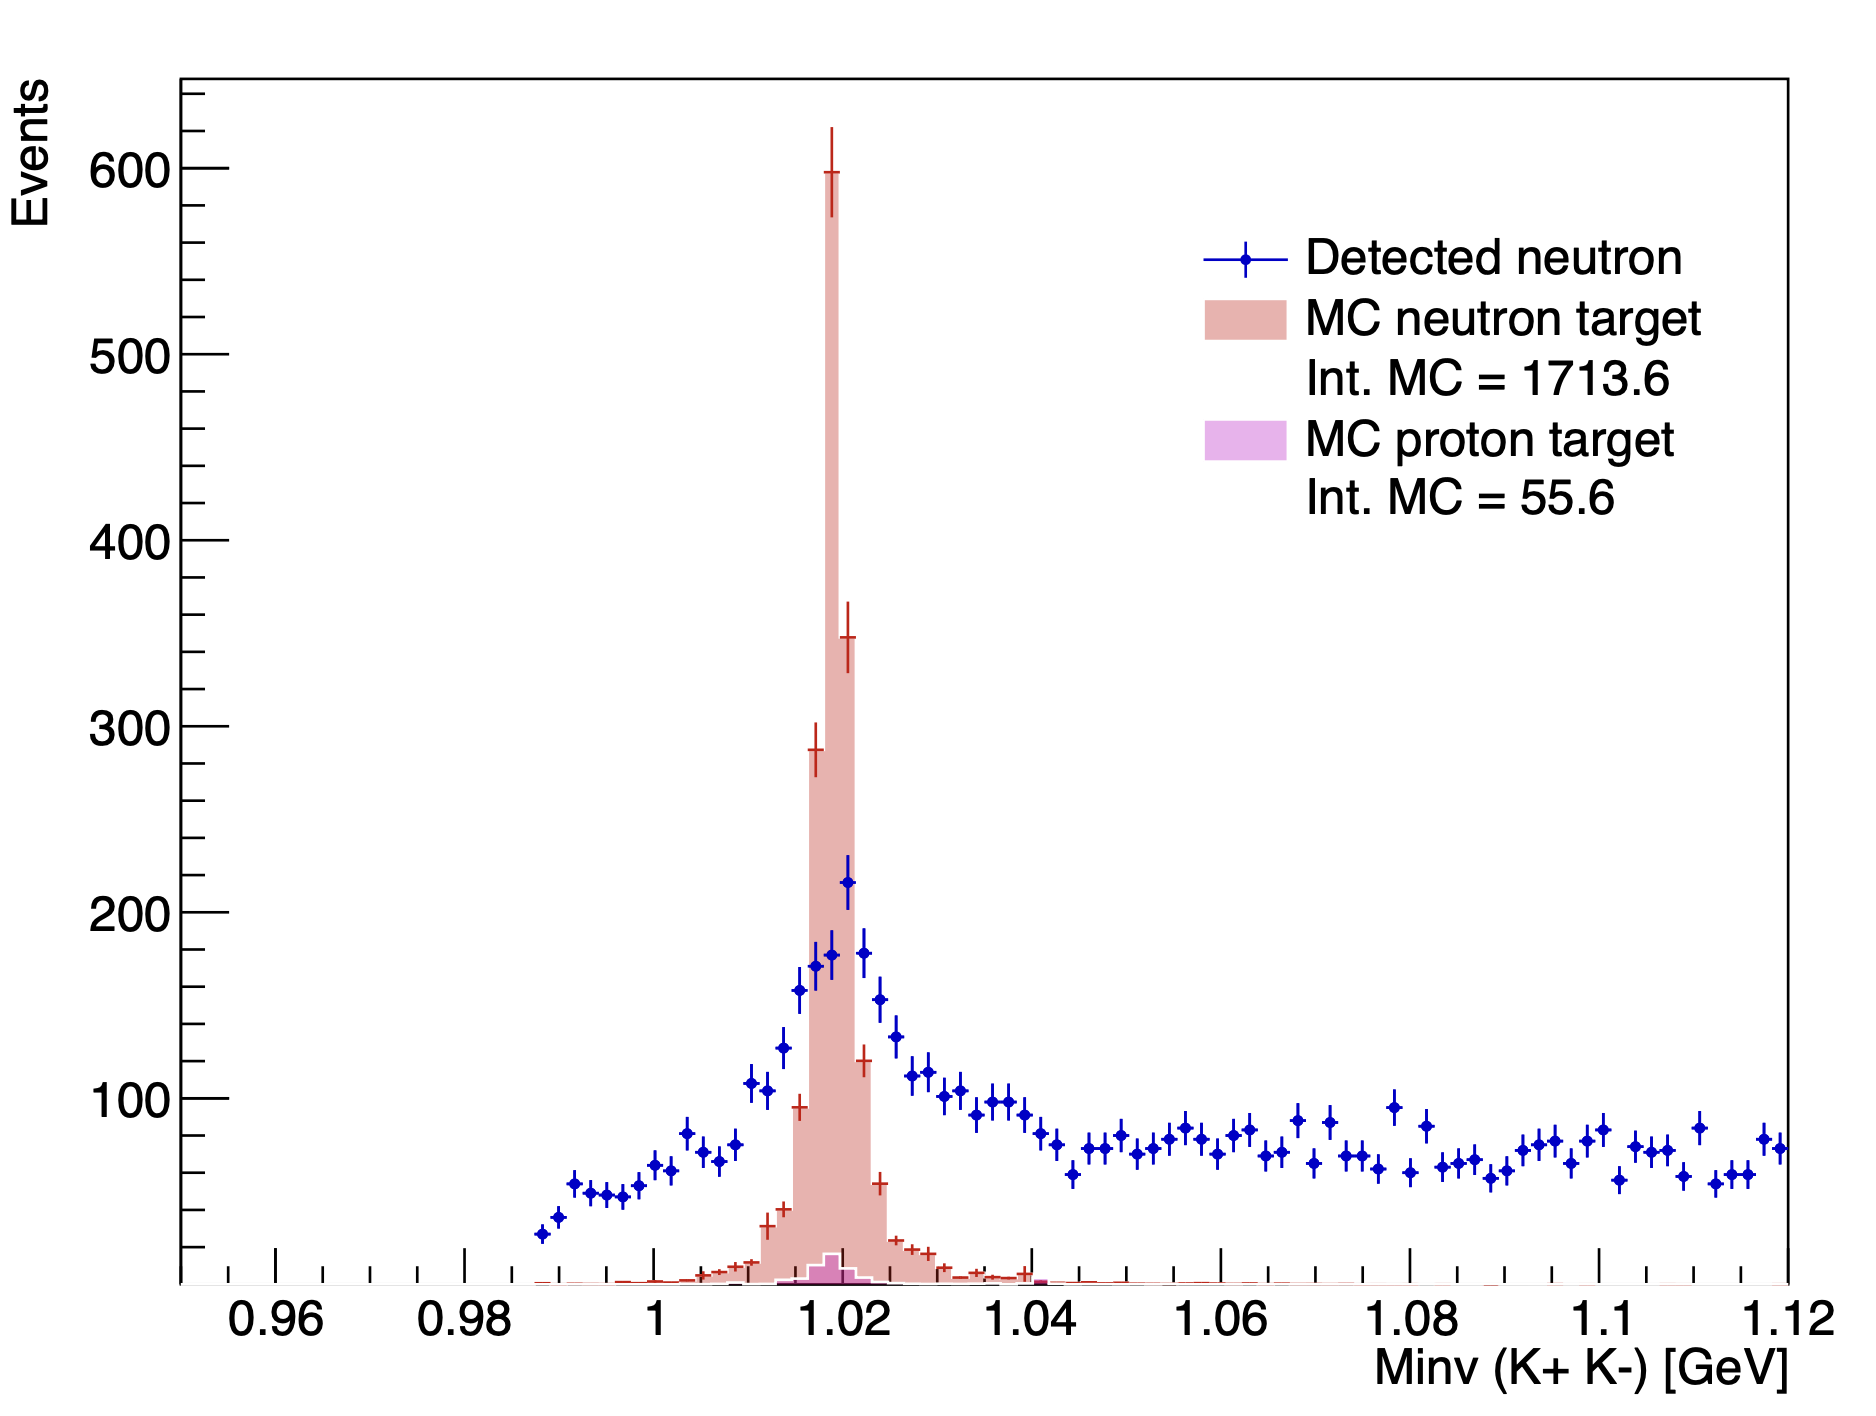 Events
600
500
400
300
200
100
Detected neutron
MC neutron target
Int. MC = 1713.6
MC proton target
Int. MC = 55.6
0.96 0.98 1 1.02 1.04 1.06 1.08 1.1 1.12
Minv (K+ K-) [GeV]